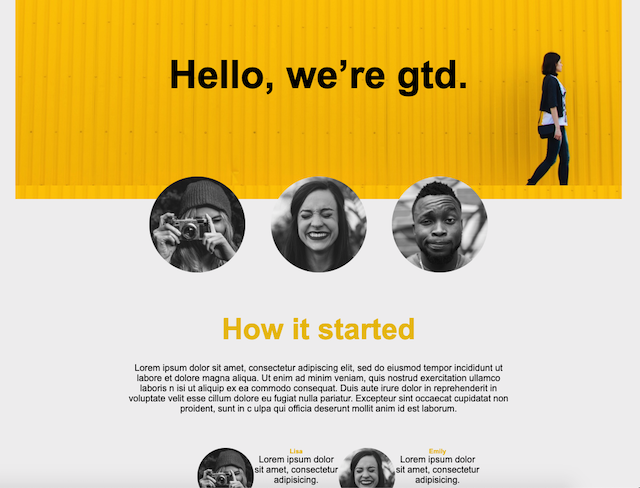 Hello, we’re gtd.
How it started
Lorem ipsum dolor sit amet, consectetur adipiscing elit, sed do eiusmod tempor incididunt ut
labore et dolore magna aliqua. Ut enim ad minim veniam, quis nostrud exercitation ullamco
laboris n isi ut aliquip ex ea commodo consequat. Duis aute irure dolor in reprehenderit in
voluptate velit esse cillum dolore eu fugiat nulla pariatur. Excepteur sint occaecat cupidatat non
proident, sunt in c ulpa qui officia deserunt mollit anim id est laborum.
Lisa
Lorem ipsum dolor
sit amet, consectetur
adipisicing.
Emily
Lorem ipsum dolor
sit amet, consectetur
adipisicing.